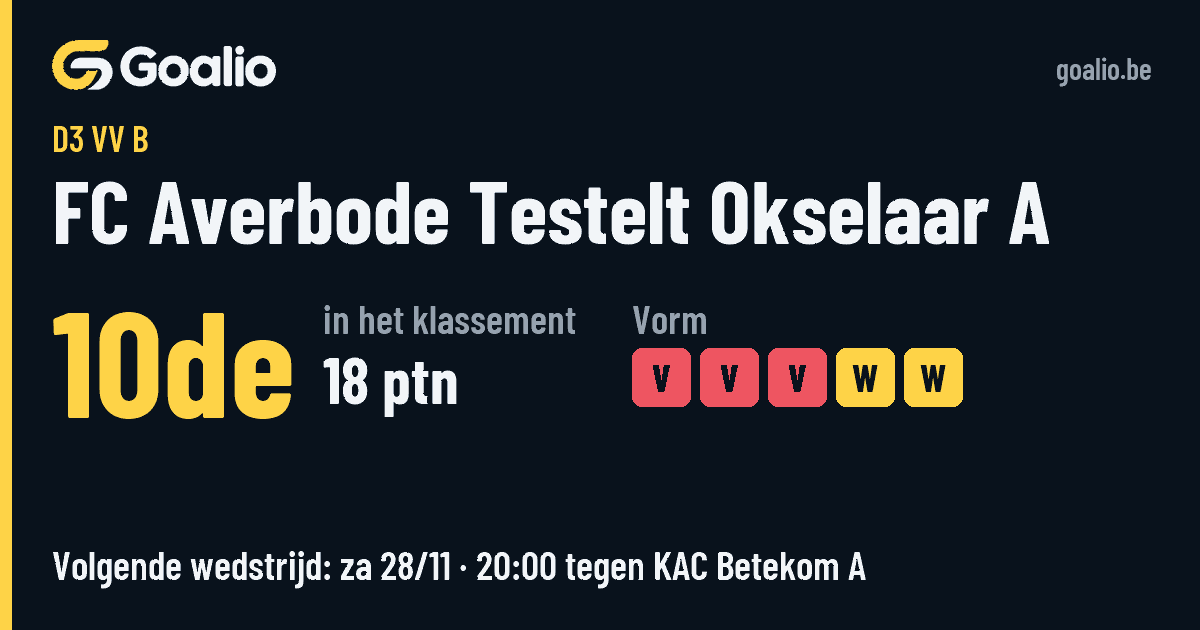 Goalio
goalio.be
D3 VV B
FC Averbode Testelt Okselaar A
10de
in het klassement
18 ptn
Vorm
V V V W W
Volgende wedstrijd: za 28/11 · 20:00 tegen KAC Betekom A